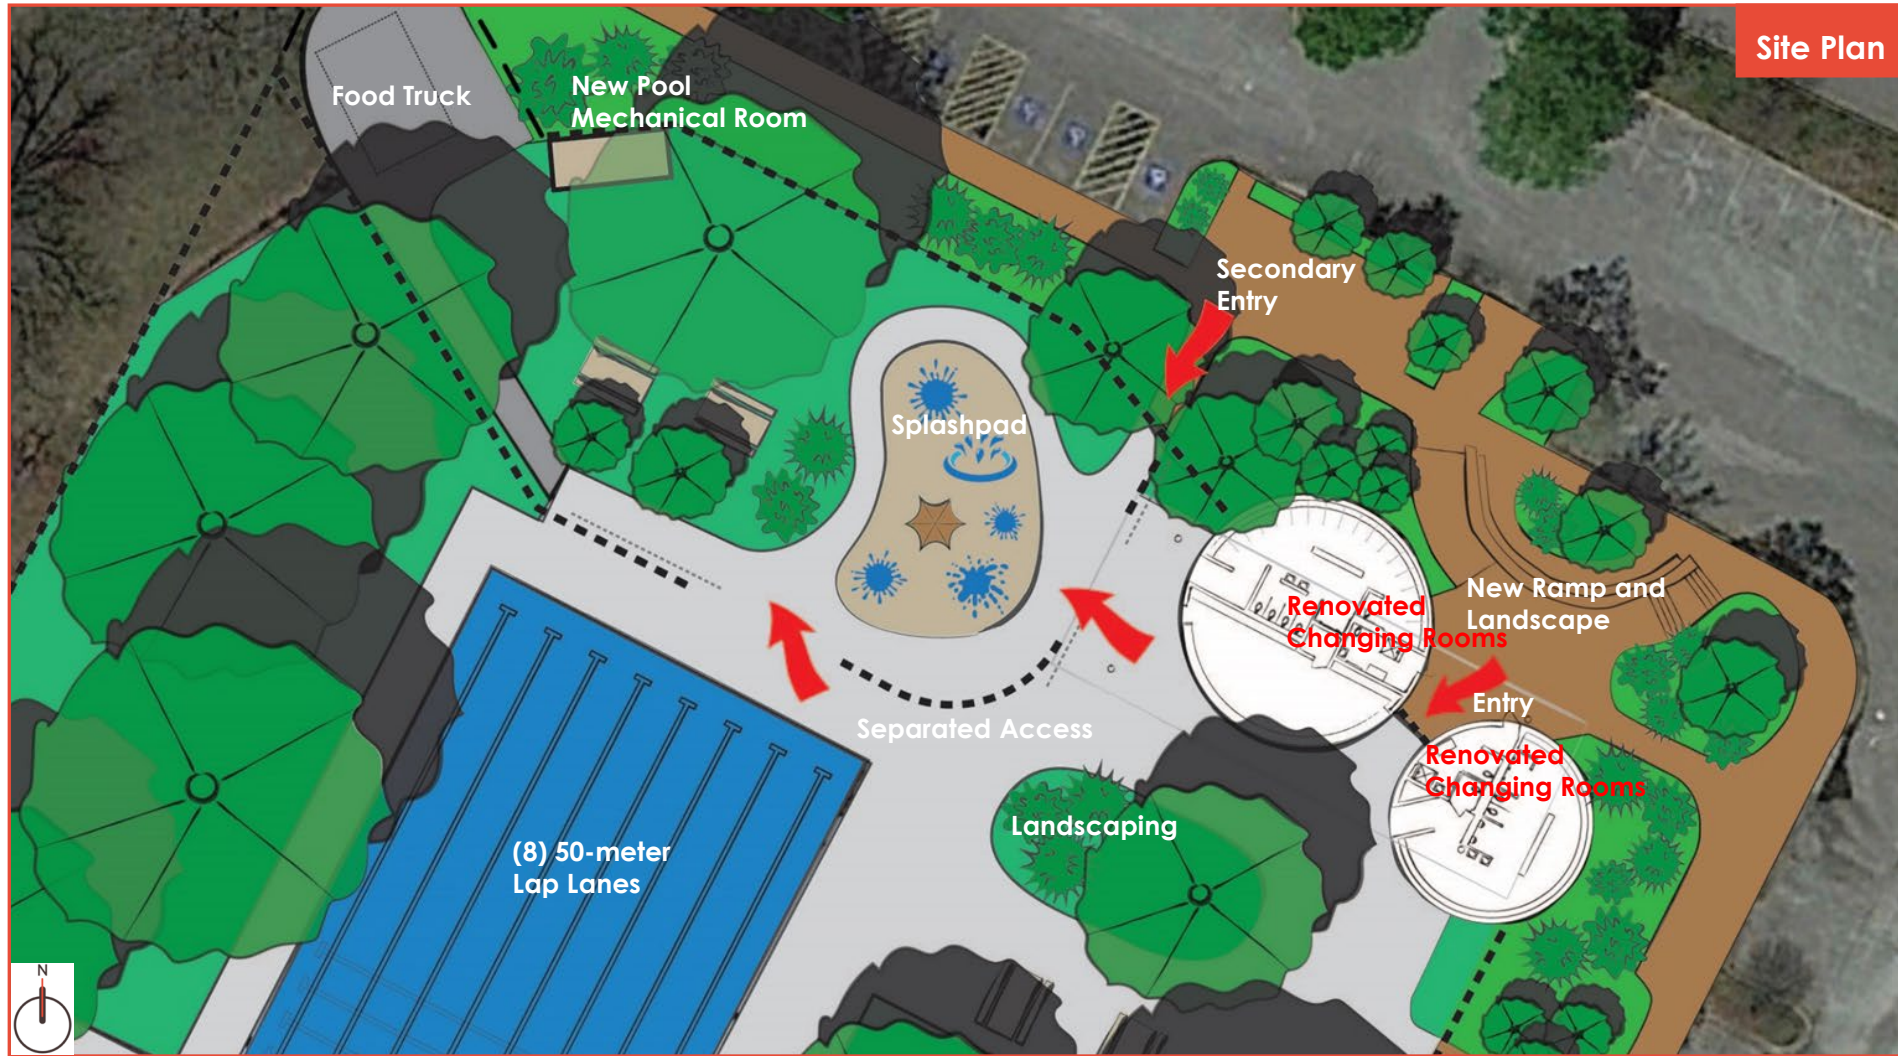 Site Plan
Food Truck
New Pool
Mechanical Room
Secondary
Entry
Splashpad
New Ramp and
Landscape
Renovated
Changing Rooms
Entry
Separated Access
Renovated
Changing Rooms
Landscaping
(8) 50-meter
Lap Lanes
N